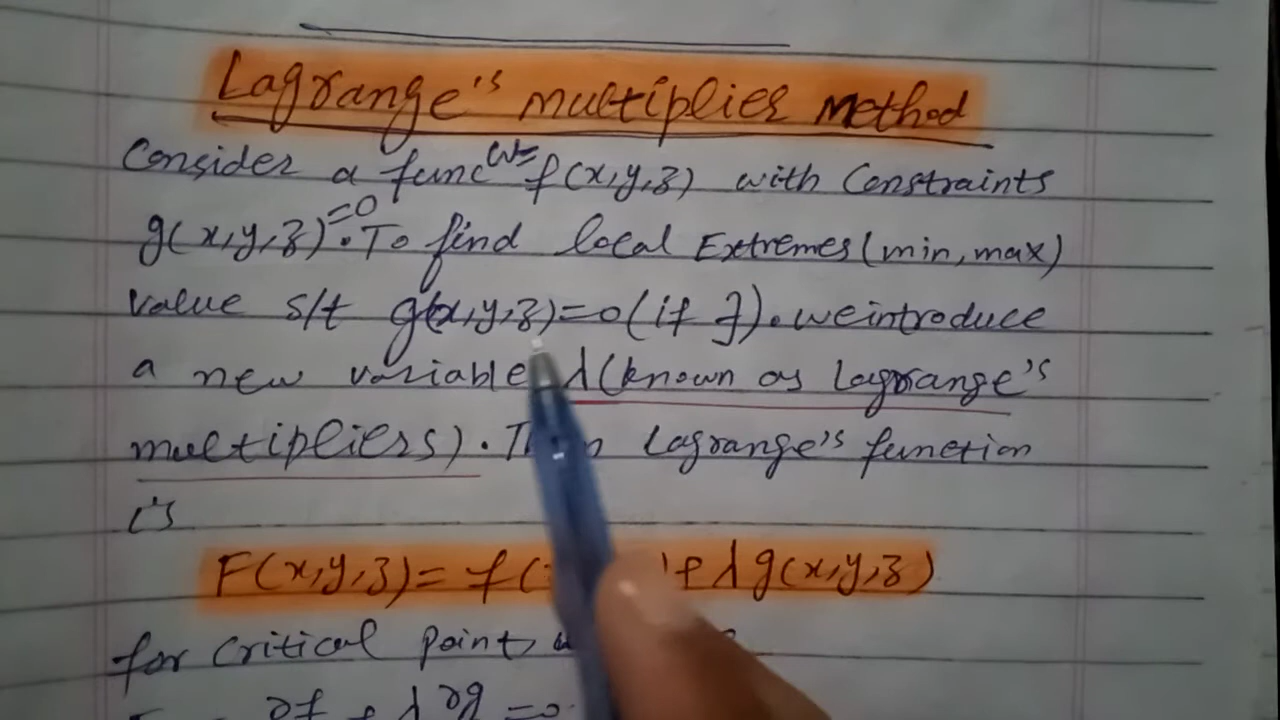 Lagrange's multiplier Method
Consider a func w= f(x,y,z) with Constraints
g(x,y,z)=0. To find local Extremes (min, max)
value s/t g(x,y,z)=0 (if ∃). we introduce
a new variable λ (known as Lagrange's
multipliers). Lagrange's function
is
F(x,y,z) = f( ) + λ g(x,y,z)
for critical point,
∂f + λ ∂g =0